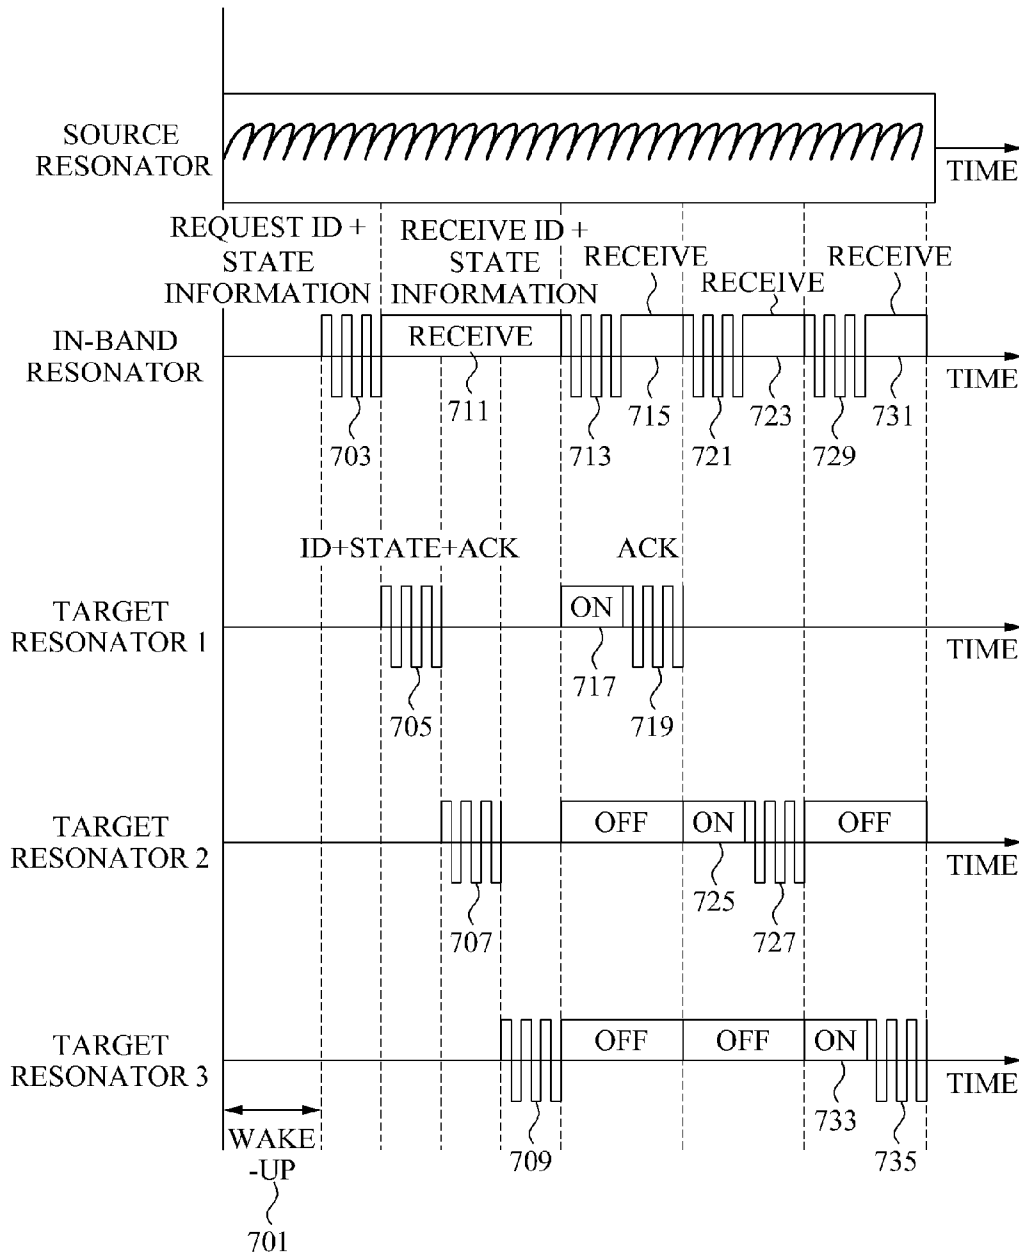 SOURCE
RESONATOR
TIME
REQUEST ID +
STATE
INFORMATION
RECEIVE ID +
STATE
INFORMATION
RECEIVE
RECEIVE
RECEIVE
IN-BAND
RESONATOR
RECEIVE
TIME
703
711
713
715
721
723
729
731
ID+STATE+ACK
ACK
TARGET
RESONATOR 1
ON
TIME
705
717
719
TARGET
RESONATOR 2
OFF
ON
OFF
TIME
707
725
727
TARGET
RESONATOR 3
OFF
OFF
ON
TIME
709
733
735
WAKE
-UP
701